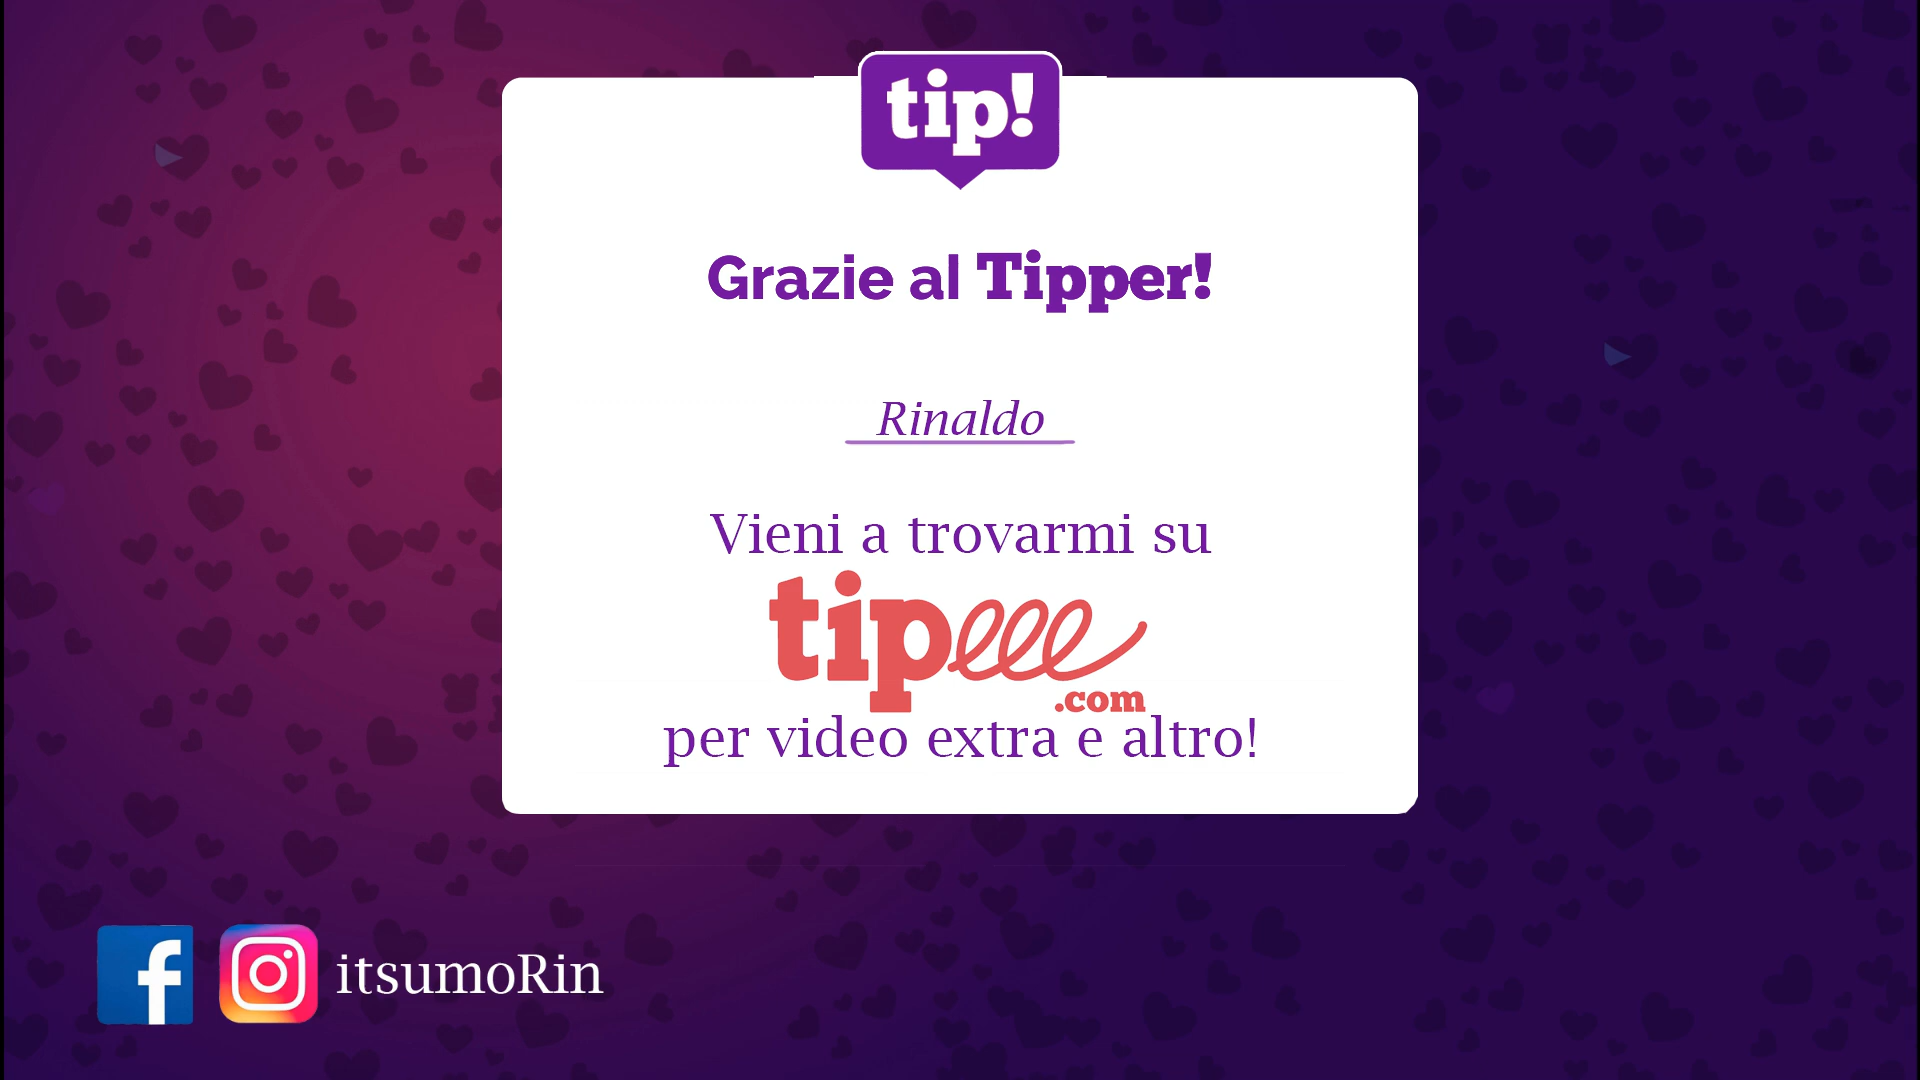 tip!
Grazie al Tipper!
Rinaldo
Vieni a trovarmi su
tipeee
.com
per video extra e altro!
itsumoRin